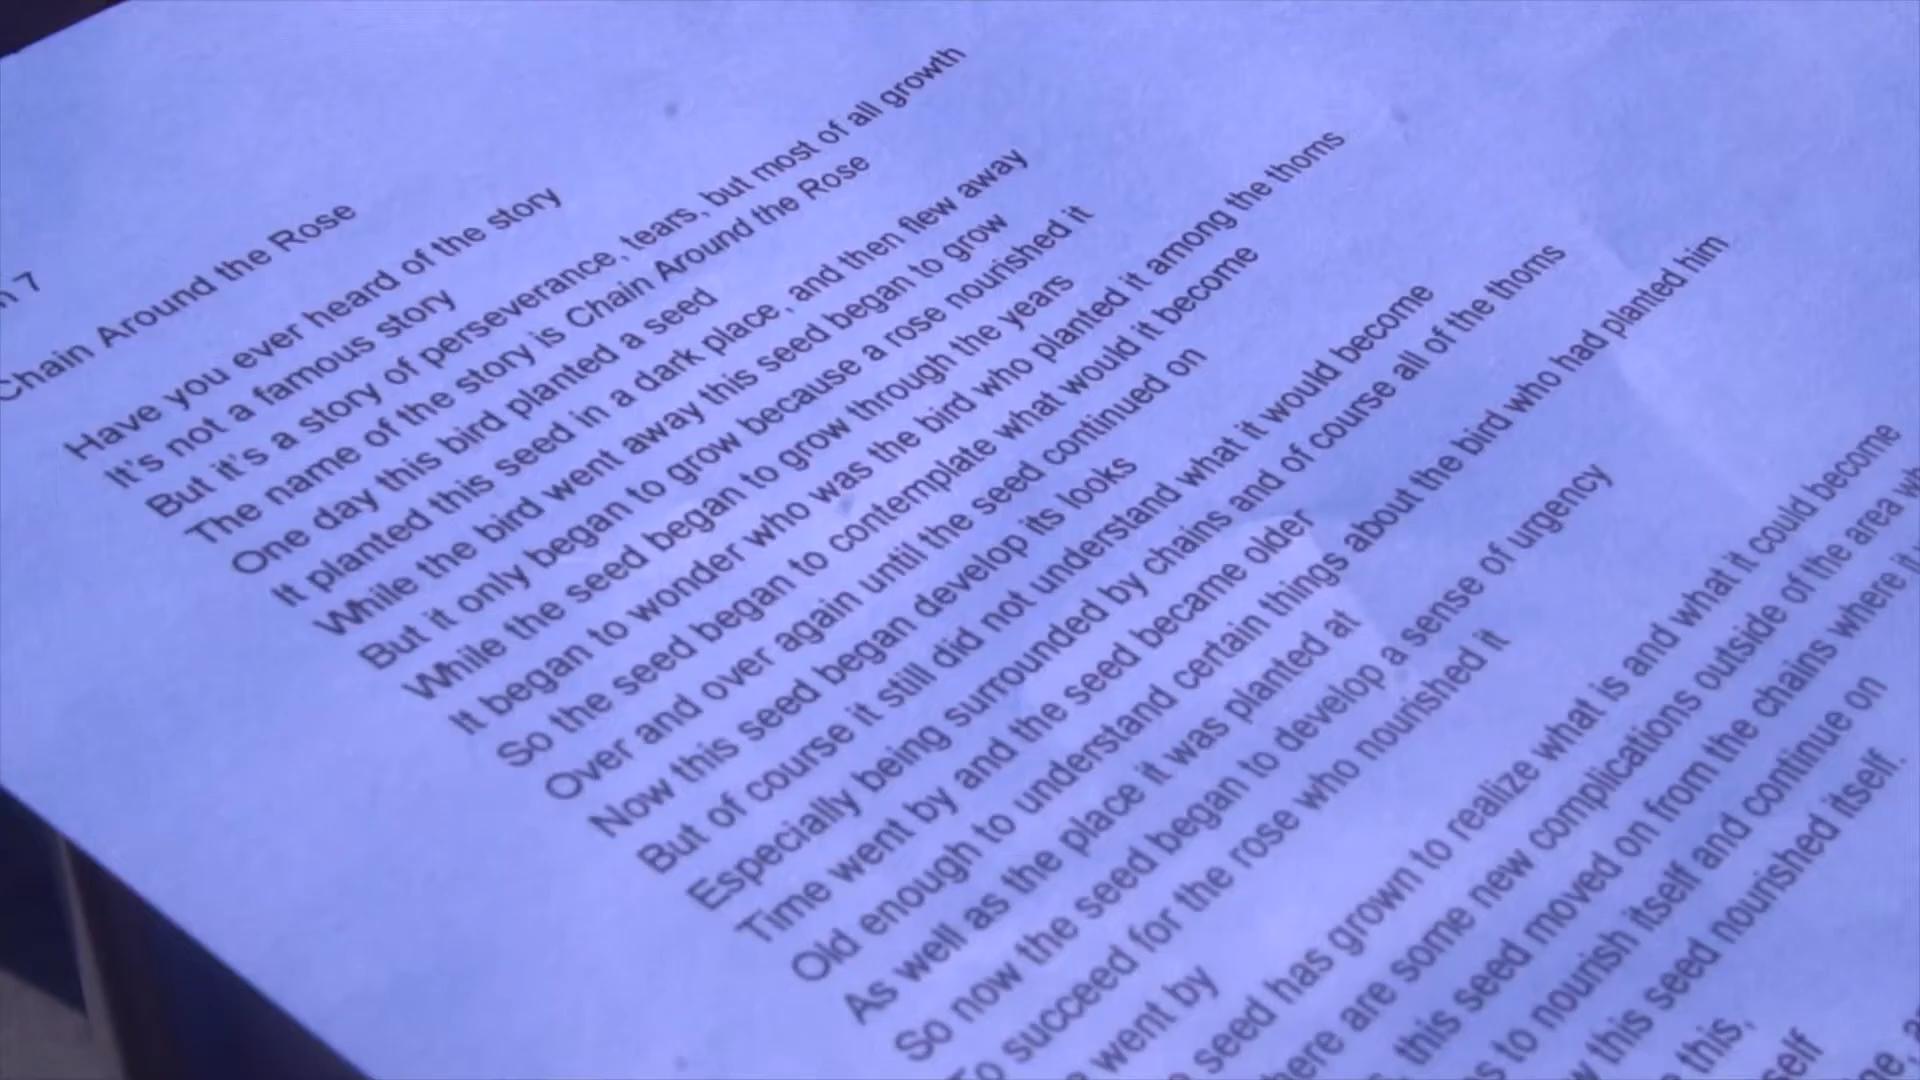 7
Chain Around the Rose
Have you ever heard of the story
It's not a famous story
But it's a story of perseverance, tears, but most of all growth
The name of the story is Chain Around the Rose
One day this bird planted a seed
It planted this seed in a dark place, and then flew away
While the bird went away this seed began to grow
But it only began to grow because a rose nourished it
While the seed began to grow through the years
It began to wonder who was the bird who planted it among the thorns
So the seed began to contemplate what would it become
Over and over again until the seed continued on
Now this seed began develop its looks
But of course it still did not understand what it would become
Especially being surrounded by chains and of course all of the thorns
Time went by and the seed became older
Old enough to understand certain things about the bird who had planted him
As well as the place it was planted at
So now the seed began to develop a sense of urgency
To succeed for the rose who nourished it
went by
seed has grown to realize what is and what it could become
here are some new complications outside of the area
this seed moved on from the chains where it
to nourish itself and continue on
this seed nourished itself.
this,